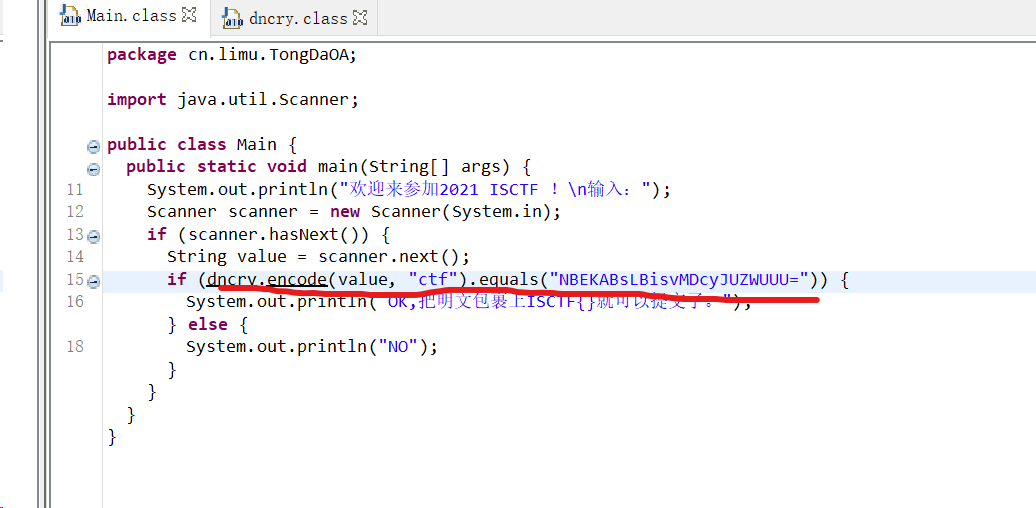 Main.class dncry.class
package cn.limu.TongDaOA;
import java.util.Scanner;
public class Main {
public static void main(String[] args) {
11 System.out.println("欢迎来参加2021 ISCTF ! \n输入：");
12 Scanner scanner = new Scanner(System.in);
13 if (scanner.hasNext()) {
14 String value = scanner.next();
15 if (dncry.encode(value, "ctf").equals("NBEKABsLBisvMDcyJUZWUUU=")) {
16 System.out.println("OK,把明文包裹上ISCTF{}就可以提交了。");
} else {
18 System.out.println("NO");
}
}
}
}